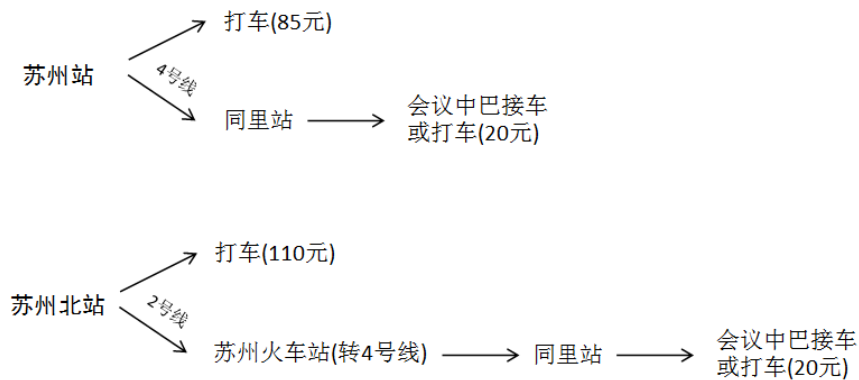 打车(85元)
苏州站
4号线
同里站
会议中巴接车
或打车(20元)
打车(110元)
苏州北站
2号线
苏州火车站(转4号线)
同里站
会议中巴接车
或打车(20元)